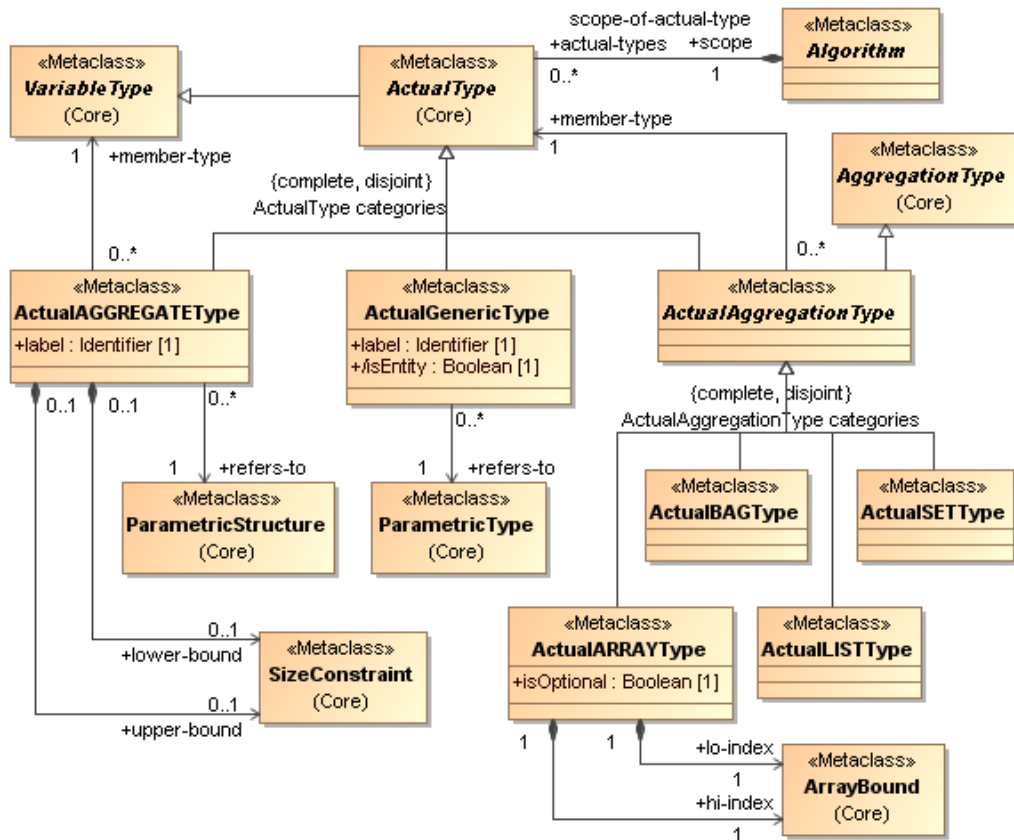 scope-of-actual-type
+actual-types
+scope
0..*
1
«Metaclass»
VariableType
(Core)
«Metaclass»
ActualType
(Core)
«Metaclass»
Algorithm
1
+member-type
+member-type
1
«Metaclass»
AggregationType
(Core)
{complete, disjoint}
ActualType categories
0..*
0..*
«Metaclass»
ActualAGGREGATEType
+label : Identifier [1]
«Metaclass»
ActualGenericType
+label : Identifier [1]
+/isEntity : Boolean [1]
«Metaclass»
ActualAggregationType
0..1
0..1
0..*
0..*
{complete, disjoint}
ActualAggregationType categories
1
+refers-to
1
+refers-to
«Metaclass»
ParametricStructure
(Core)
«Metaclass»
ParametricType
(Core)
«Metaclass»
ActualBAGType
«Metaclass»
ActualSETType
0..1
+lower-bound
0..1
+upper-bound
«Metaclass»
SizeConstraint
(Core)
«Metaclass»
ActualARRAYType
+isOptional : Boolean [1]
«Metaclass»
ActualLISTType
1
1
+lo-index
1
+hi-index
1
«Metaclass»
ArrayBound
(Core)